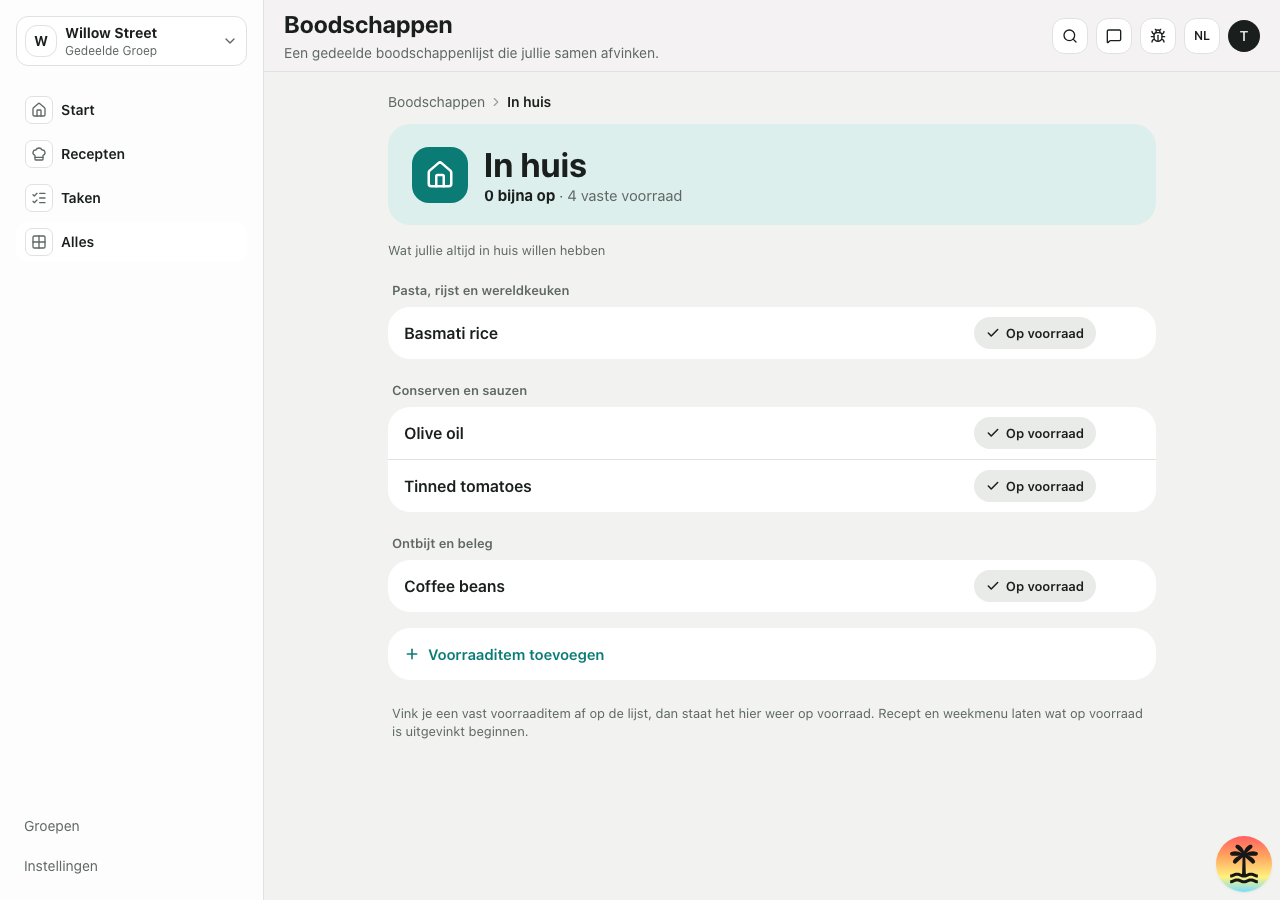 W
Willow Street
Gedeelde Groep
Start
Recepten
Taken
Alles
Groepen
Instellingen
Boodschappen
Een gedeelde boodschappenlijst die jullie samen afvinken.
NL
T
Boodschappen > In huis
In huis
0 bijna op · 4 vaste voorraad
Wat jullie altijd in huis willen hebben
Pasta, rijst en wereldkeuken
Basmati rice
Op voorraad
Conserven en sauzen
Olive oil
Op voorraad
Tinned tomatoes
Op voorraad
Ontbijt en beleg
Coffee beans
Op voorraad
+ Voorraaditem toevoegen
Vink je een vast voorraaditem af op de lijst, dan staat het hier weer op voorraad. Recept en weekmenu laten wat op voorraad
is uitgevinkt beginnen.